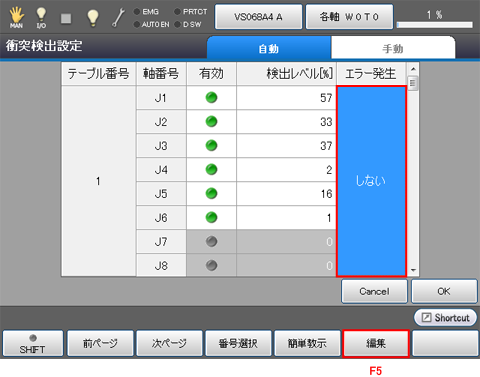 MAN I/O EMG PRTCT VS068A4 A 各軸 W0T0 1 %
AUTO EN D SW
衝突検出設定 自動 手動
テーブル番号 軸番号 有効 検出レベル[%] エラー発生
J1 57
J2 33
J3 37
J4 2
1 しない
J5 16
J6 1
J7 0
J8 0
Cancel OK
Shortcut
SHIFT 前ページ 次ページ 番号選択 簡単教示 編集
F5